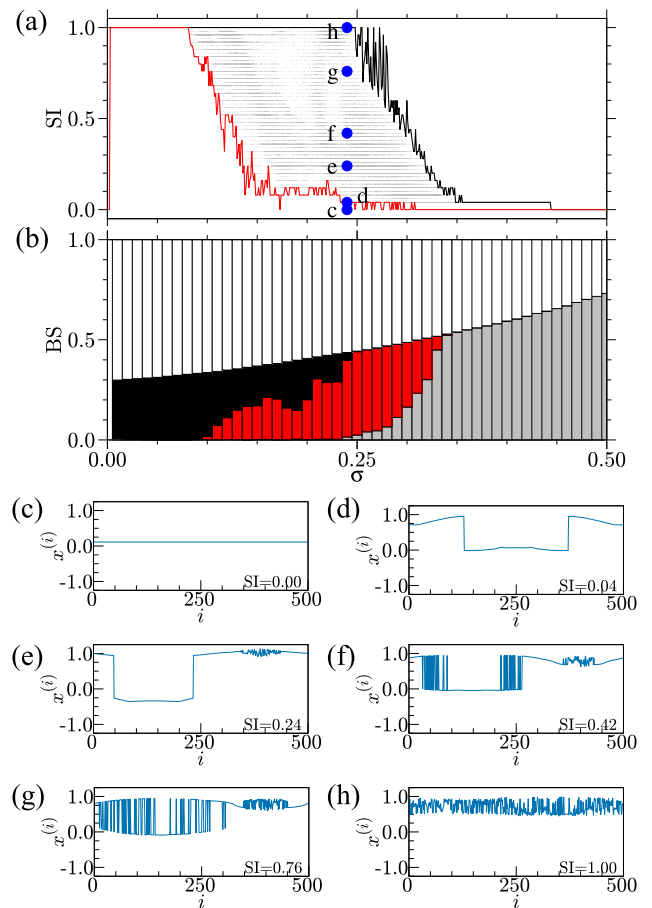 (a)
1.0
h
g
SI
0.5
f
e
d
0.0
c
(b)
1.0
BS
0.5
0.0
0.00
0.25
0.50
σ
(c)
1.0
x^(i)
0.0
-1.0
SI=0.00
0
250
500
i
(d)
1.0
x^(i)
0.0
-1.0
SI=0.04
0
250
500
i
(e)
1.0
x^(i)
0.0
-1.0
SI=0.24
0
250
500
i
(f)
1.0
x^(i)
0.0
-1.0
SI=0.42
0
250
500
i
(g)
1.0
x^(i)
0.0
-1.0
SI=0.76
0
250
500
i
(h)
1.0
x^(i)
0.0
-1.0
SI=1.00
0
250
500
i